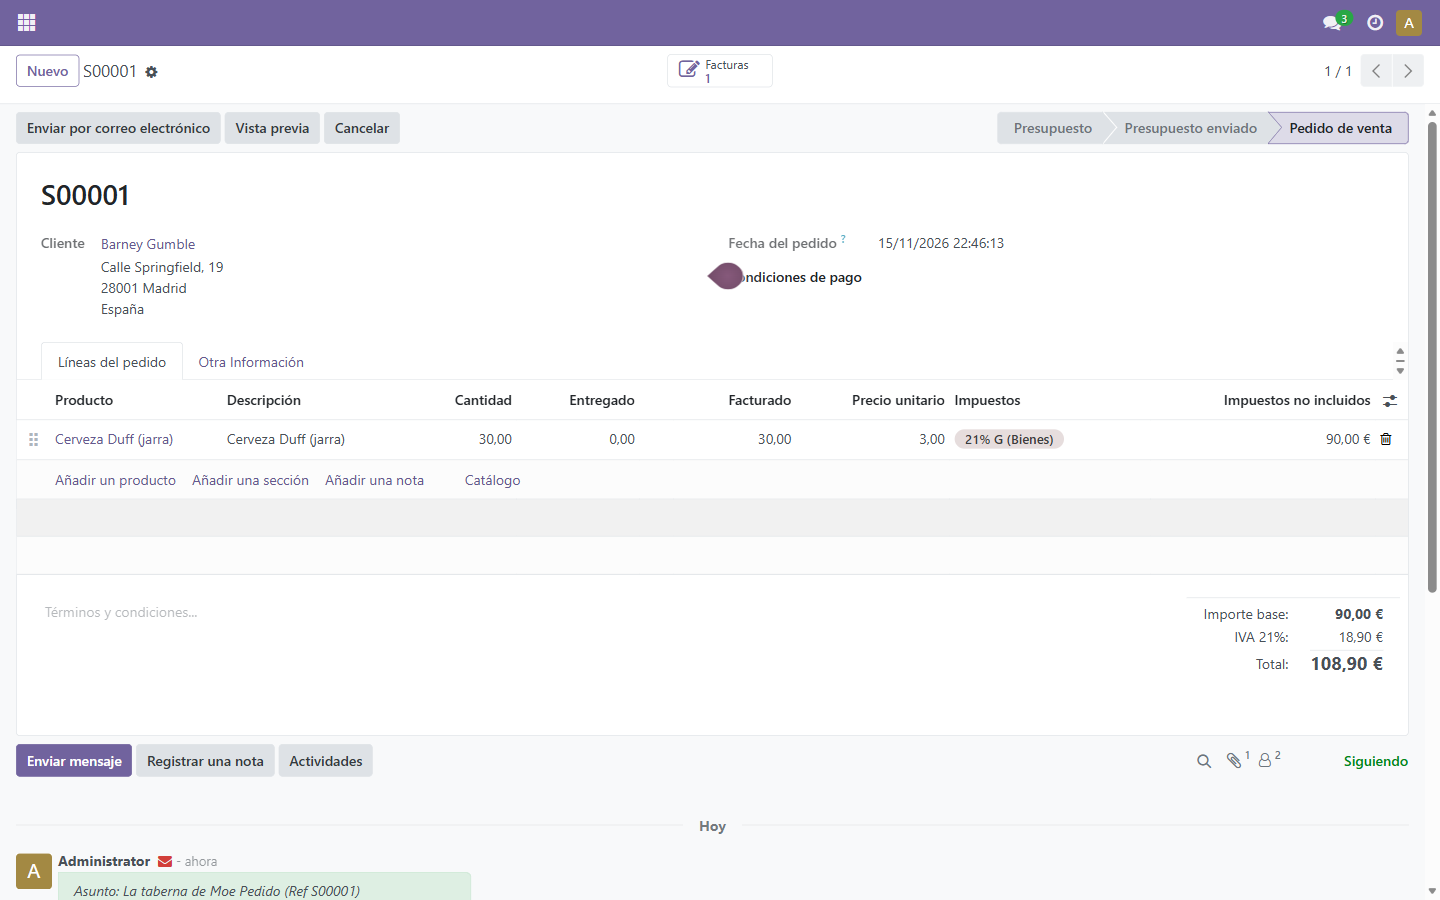 3
A
Nuevo
S00001
Facturas
1
1 / 1
Enviar por correo electrónico
Vista previa
Cancelar
Presupuesto
Presupuesto enviado
Pedido de venta
S00001
Cliente
Barney Gumble
Calle Springfield, 19
28001 Madrid
España
Fecha del pedido ?
15/11/2026 22:46:13
ndiciones de pago
Líneas del pedido
Otra Información
Producto
Descripción
Cantidad
Entregado
Facturado
Precio unitario
Impuestos
Impuestos no incluidos
Cerveza Duff (jarra)
Cerveza Duff (jarra)
30,00
0,00
30,00
3,00
21% G (Bienes)
90,00 €
Añadir un producto
Añadir una sección
Añadir una nota
Catálogo
Términos y condiciones...
Importe base: 90,00 €
IVA 21%: 18,90 €
Total: 108,90 €
Enviar mensaje
Registrar una nota
Actividades
1
2
Siguiendo
Hoy
A
Administrator - ahora
Asunto: La taberna de Moe Pedido (Ref S00001)